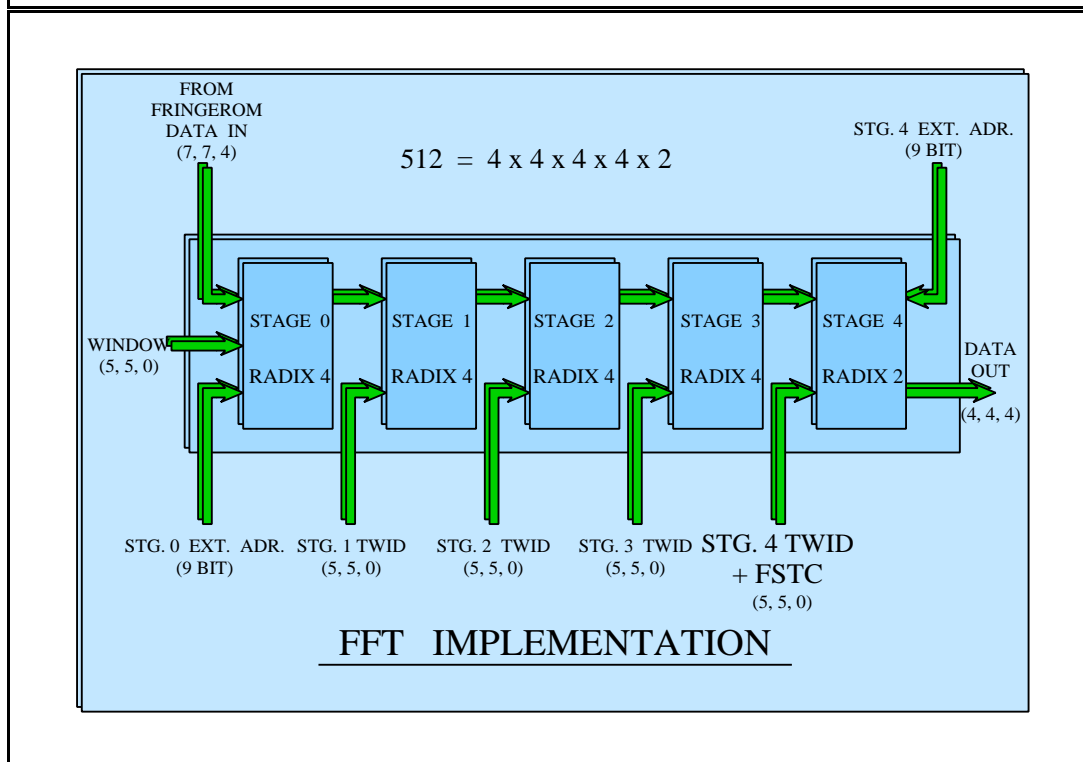 FROM
FRINGEROM
DATA IN
(7, 7, 4)
512 = 4 x 4 x 4 x 4 x 2
STG. 4 EXT. ADR.
(9 BIT)
WINDOW
(5, 5, 0)
STAGE 0
RADIX 4
STAGE 1
RADIX 4
STAGE 2
RADIX 4
STAGE 3
RADIX 4
STAGE 4
RADIX 2
DATA
OUT
(4, 4, 4)
STG. 0 EXT. ADR.
(9 BIT)
STG. 1 TWID
(5, 5, 0)
STG. 2 TWID
(5, 5, 0)
STG. 3 TWID
(5, 5, 0)
STG. 4 TWID
+ FSTC
(5, 5, 0)
FFT IMPLEMENTATION